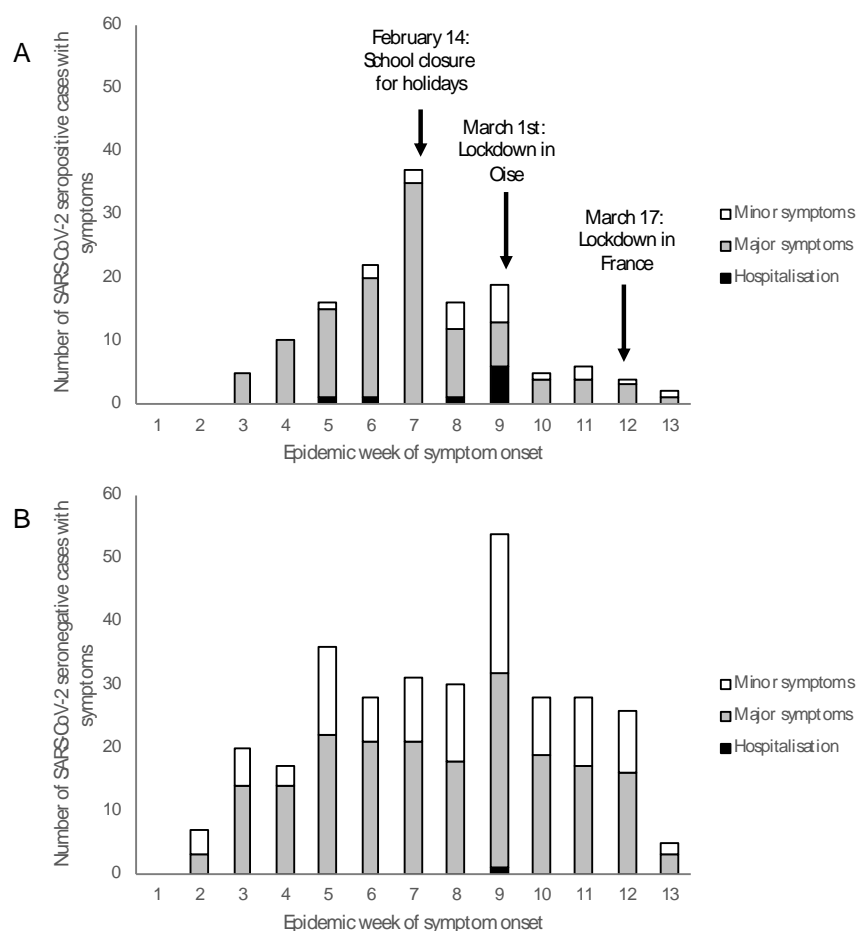 A
Number of SARS-CoV-2 seropositive cases with
symptoms
60
50
40
30
20
10
0
February 14:
School closure
for holidays
March 1st:
Lockdown in
Oise
March 17:
Lockdown in
France
Minor symptoms
Major symptoms
Hospitalisation
1 2 3 4 5 6 7 8 9 10 11 12 13
Epidemic week of symptom onset
B
Number of SARS-CoV-2 seronegative cases with
symptoms
60
50
40
30
20
10
0
Minor symptoms
Major symptoms
Hospitalisation
1 2 3 4 5 6 7 8 9 10 11 12 13
Epidemic week of symptom onset